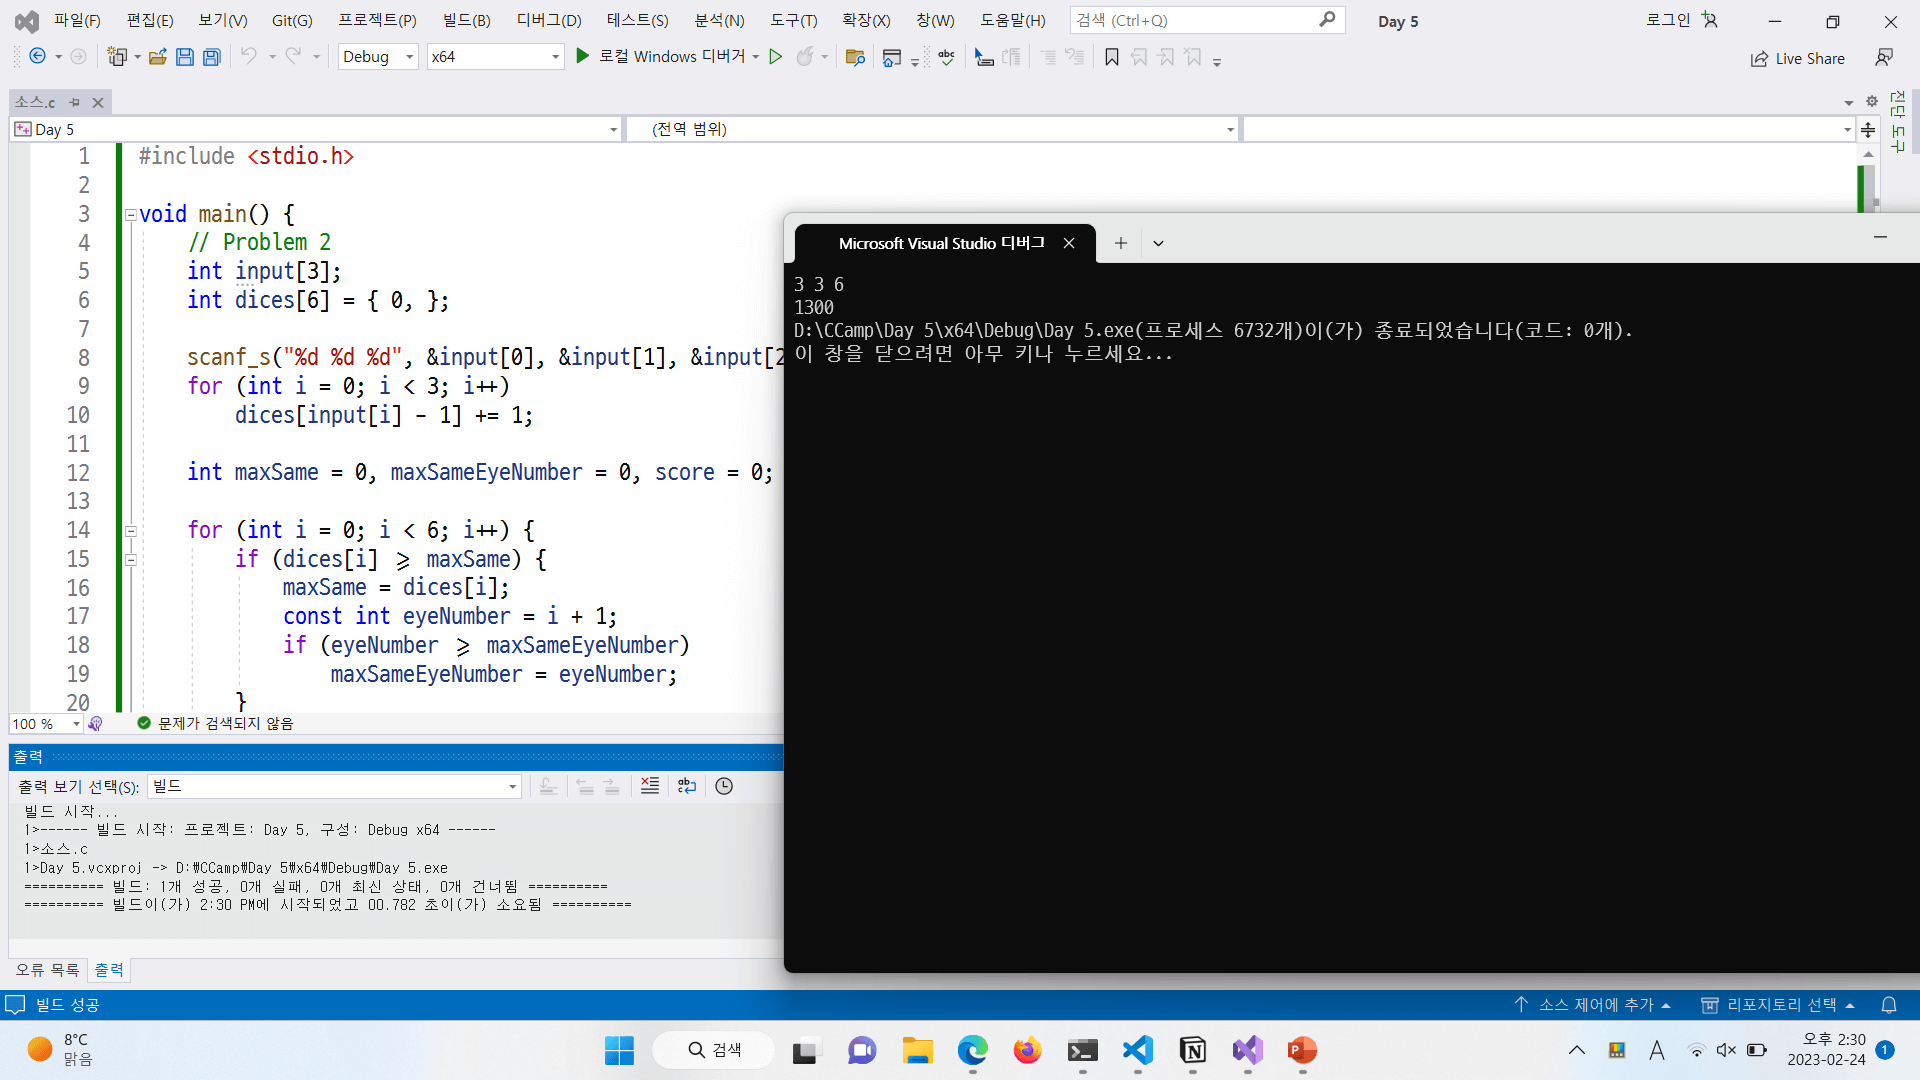 파일(F) 편집(E) 보기(V) Git(G) 프로젝트(P) 빌드(B) 디버그(D) 테스트(S) 분석(N) 도구(T) 확장(X) 창(W) 도움말(H) 검색 (Ctrl+Q) Day 5 로그인
Debug x64 로컬 Windows 디버거 Live Share
소스.c
진단 도구
Day 5 (전역 범위)
1 #include <stdio.h>
2
3 void main() {
4 // Problem 2
5 int input[3];
6 int dices[6] = { 0, };
7
8 scanf_s("%d %d %d", &input[0], &input[1], &input[2
9 for (int i = 0; i < 3; i++)
10 dices[input[i] - 1] += 1;
11
12 int maxSame = 0, maxSameEyeNumber = 0, score = 0;
13
14 for (int i = 0; i < 6; i++) {
15 if (dices[i] >= maxSame) {
16 maxSame = dices[i];
17 const int eyeNumber = i + 1;
18 if (eyeNumber >= maxSameEyeNumber)
19 maxSameEyeNumber = eyeNumber;
20 }
100 % 문제가 검색되지 않음
Microsoft Visual Studio 디버그
3 3 6
1300
D:\CCamp\Day 5\x64\Debug\Day 5.exe(프로세스 6732개)이(가) 종료되었습니다(코드: 0개).
이 창을 닫으려면 아무 키나 누르세요...
출력
출력 보기 선택(S): 빌드
빌드 시작...
1>------ 빌드 시작: 프로젝트: Day 5, 구성: Debug x64 ------
1>소스.c
1>Day 5.vcxproj -> D:₩CCamp₩Day 5₩x64₩Debug₩Day 5.exe
========== 빌드: 1개 성공, 0개 실패, 0개 최신 상태, 0개 건너뜀 ==========
========== 빌드이(가) 2:30 PM에 시작되었고 00.782 초이(가) 소요됨 ==========
오류 목록 출력
빌드 성공 소스 제어에 추가 리포지토리 선택
8°C
맑음
검색
A
오후 2:30
2023-02-24
1